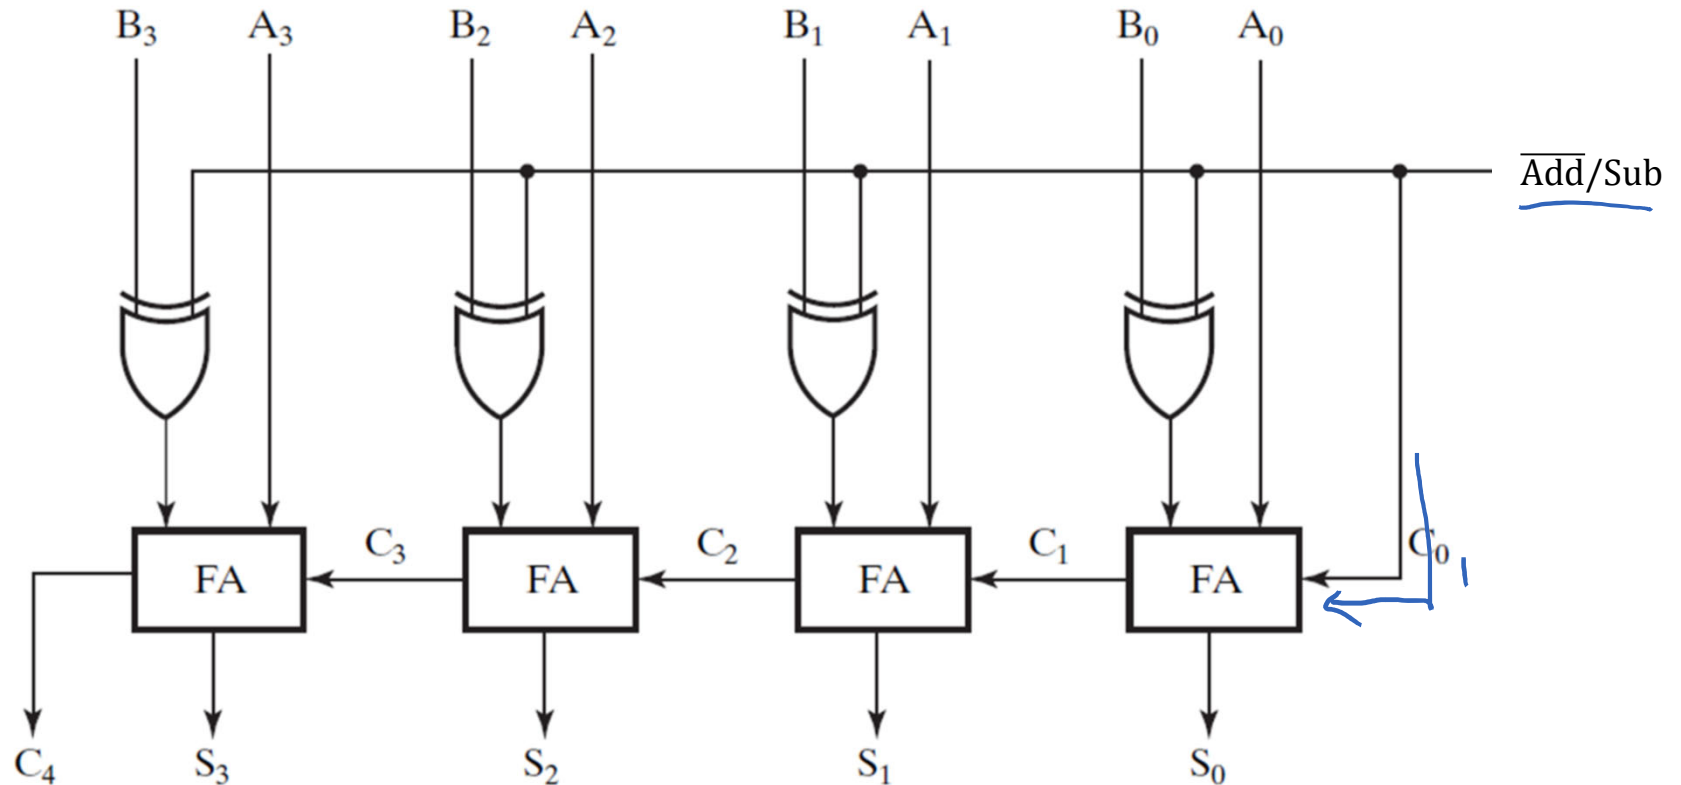 B₃ A₃ B₂ A₂ B₁ A₁ B₀ A₀
A̅d̅d̅/Sub
C₃ C₂ C₁ C₀
FA FA FA FA 1
C₄ S₃ S₂ S₁ S₀